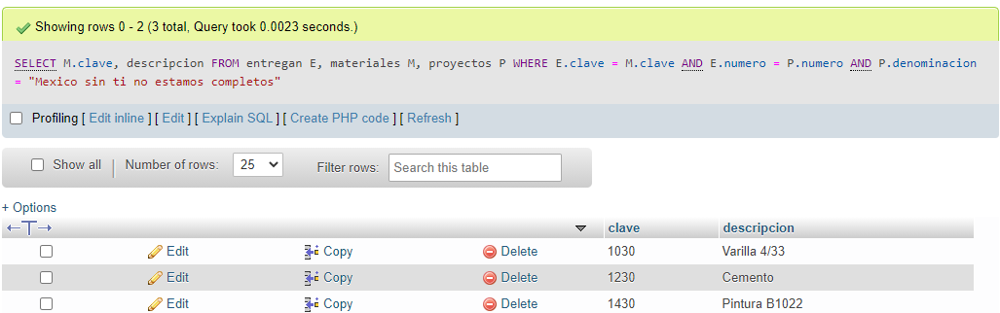 Showing rows 0 - 2 (3 total, Query took 0.0023 seconds.)
SELECT M.clave, descripcion FROM entregan E, materiales M, proyectos P WHERE E.clave = M.clave AND E.numero = P.numero AND P.denominacion
= "Mexico sin ti no estamos completos"
Profiling [ Edit inline ] [ Edit ] [ Explain SQL ] [ Create PHP code ] [ Refresh ]
Show all | Number of rows: 25 Filter rows: Search this table
+ Options
←T→ clave descripcion
Edit Copy Delete 1030 Varilla 4/33
Edit Copy Delete 1230 Cemento
Edit Copy Delete 1430 Pintura B1022